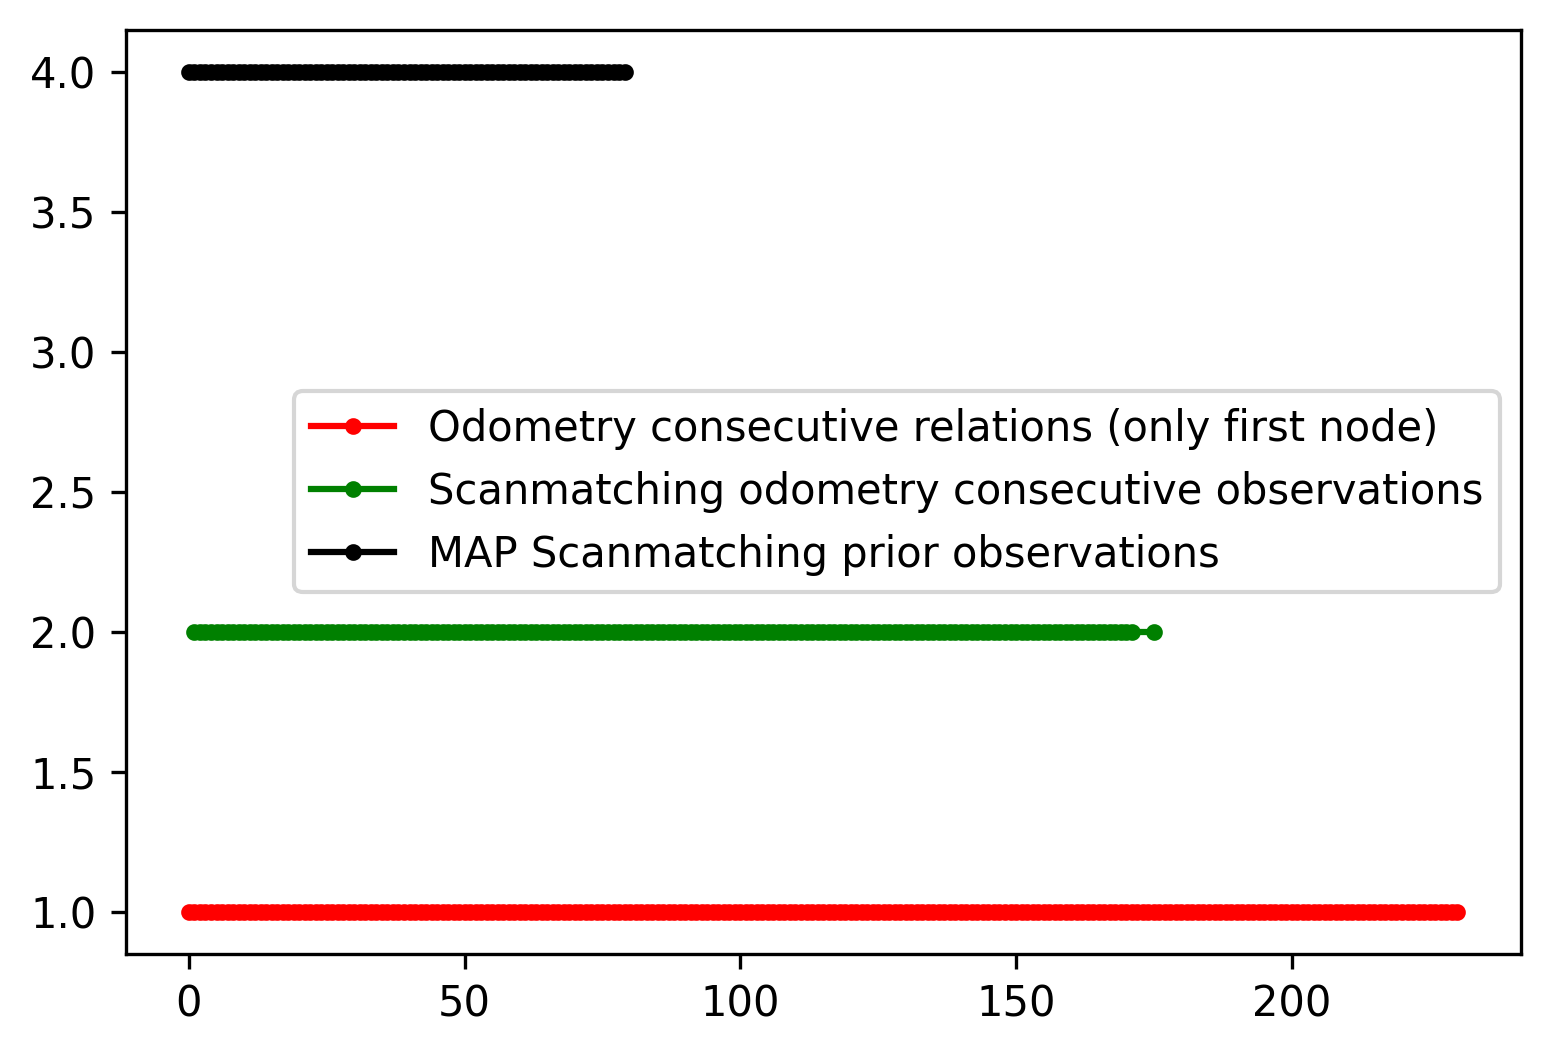 4.0
3.5
3.0
2.5
2.0
1.5
1.0
Odometry consecutive relations (only first node)
Scanmatching odometry consecutive observations
MAP Scanmatching prior observations
0 50 100 150 200